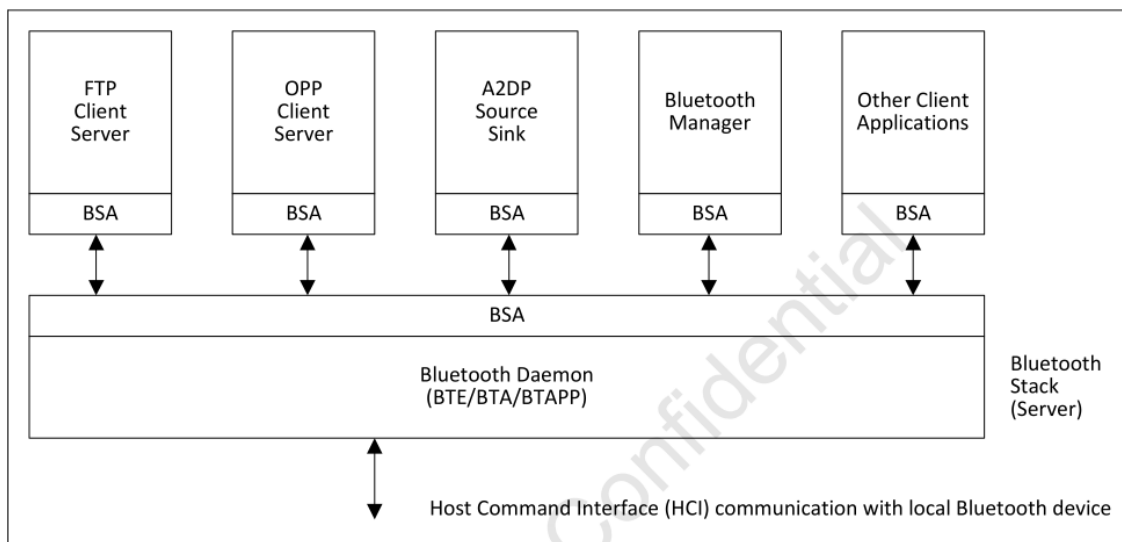 FTP
Client
Server
OPP
Client
Server
A2DP
Source
Sink
Bluetooth
Manager
Other Client
Applications
BSA
BSA
BSA
BSA
BSA
BSA
Bluetooth Daemon
(BTE/BTA/BTAPP)
Bluetooth
Stack
(Server)
Host Command Interface (HCI) communication with local Bluetooth device
Confidential